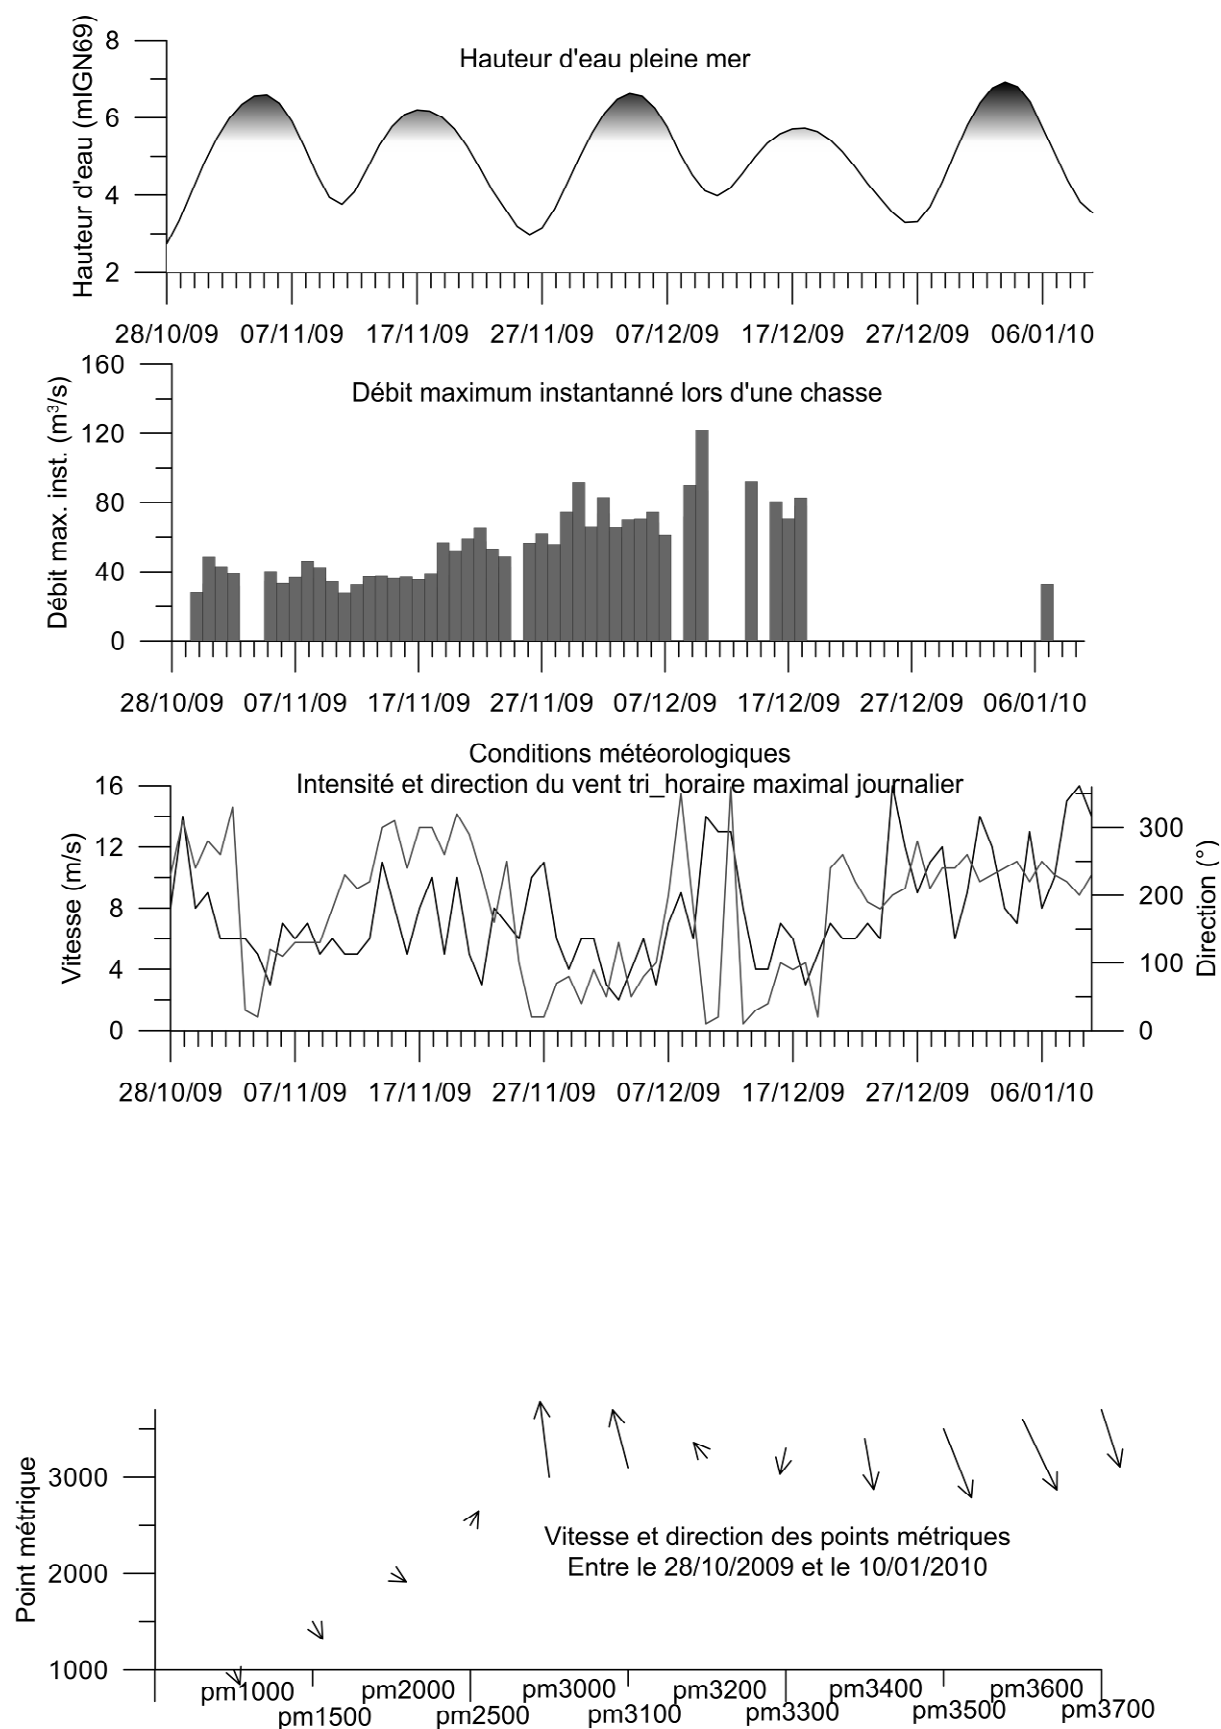 Hauteur d'eau (mIGN69)
8
6
4
2
Hauteur d'eau pleine mer
28/10/09 07/11/09 17/11/09 27/11/09 07/12/09 17/12/09 27/12/09 06/01/10
Débit max. inst. (m³/s)
160
120
80
40
0
Débit maximum instantanné lors d'une chasse
28/10/09 07/11/09 17/11/09 27/11/09 07/12/09 17/12/09 27/12/09 06/01/10
Conditions météorologiques
Intensité et direction du vent tri_horaire maximal journalier
Vitesse (m/s)
16
12
8
4
0
300
200
100
0
Direction (°)
28/10/09 07/11/09 17/11/09 27/11/09 07/12/09 17/12/09 27/12/09 06/01/10
Point métrique
3000
2000
1000
Vitesse et direction des points métriques
Entre le 28/10/2009 et le 10/01/2010
pm1000 pm2000 pm3000 pm3200 pm3400 pm3600
pm1500 pm2500 pm3100 pm3300 pm3500 pm3700